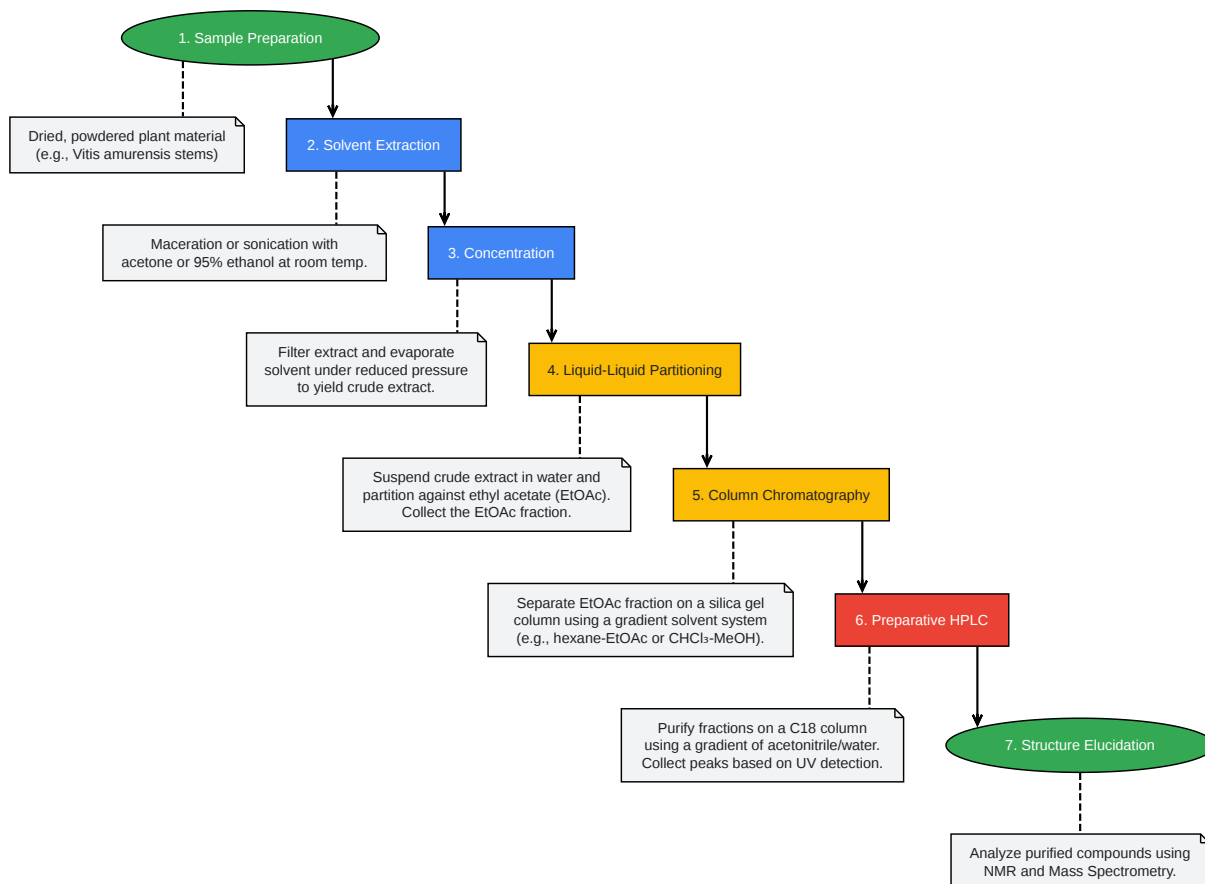 1. Sample Preparation
Dried, powdered plant material
(e.g., Vitis amurensis stems)
2. Solvent Extraction
Maceration or sonication with
acetone or 95% ethanol at room temp.
3. Concentration
Filter extract and evaporate
solvent under reduced pressure
to yield crude extract.
4. Liquid-Liquid Partitioning
Suspend crude extract in water and
partition against ethyl acetate (EtOAc).
Collect the EtOAc fraction.
5. Column Chromatography
Separate EtOAc fraction on a silica gel
column using a gradient solvent system
(e.g., hexane-EtOAc or CHCl₃-MeOH).
6. Preparative HPLC
Purify fractions on a C18 column
using a gradient of acetonitrile/water.
Collect peaks based on UV detection.
7. Structure Elucidation
Analyze purified compounds using
NMR and Mass Spectrometry.